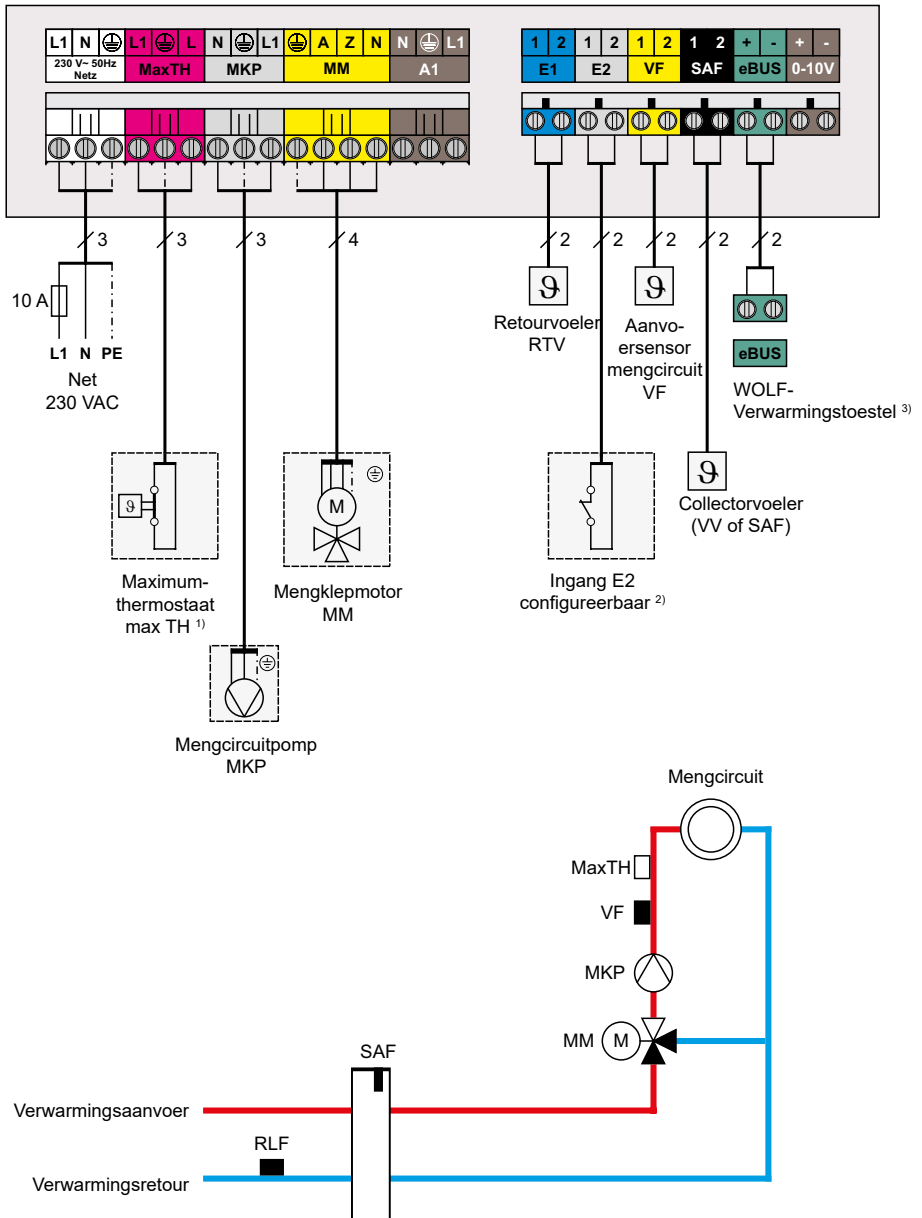 L1 N L1 L N L1 A Z N N L1
230 V~ 50Hz
Netz
MaxTH MKP MM A1
1 2 1 2 1 2 1 2 + - + -
E1 E2 VF SAF eBUS 0-10V
3 3 3 4 2 2 2 2 2
10 A
L1 N PE
Net
230 VAC
ϑ
Retourvoeler
RTV
ϑ
Aanvo-
ersensor
mengcircuit
VF
eBUS
WOLF-
Verwarmingstoestel 3)
ϑ
Maximum-
thermostaat
max TH 1)
M
Mengklepmotor
MM
Ingang E2
configureerbaar 2)
ϑ
Collectorvoeler
(VV of SAF)
Mengcircuitpomp
MKP
Mengcircuit
MaxTH
VF
MKP
MM M
SAF
Verwarmingsaanvoer
RLF
Verwarmingsretour